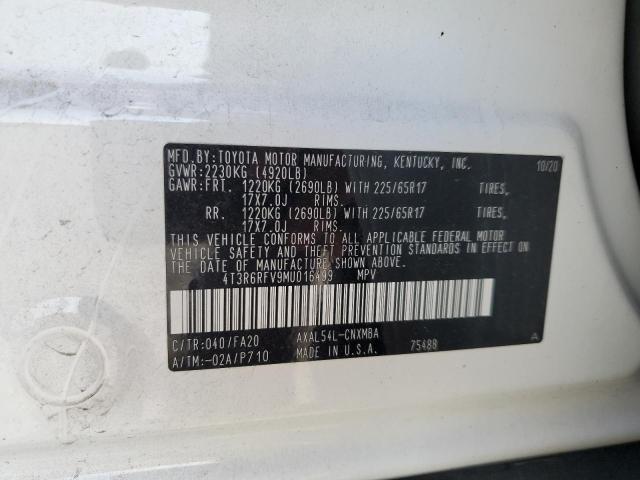 MFD.BY:TOYOTA MOTOR MANUFACTURING, KENTUCKY, INC. 10/20
GVWR:2230KG (4920LB)
GAWR:FRT. 1220KG (2690LB) WITH 225/65R17 TIRES,
17X7.0J RIMS.
RR. 1220KG (2690LB) WITH 225/65R17 TIRES,
17X7.0J RIMS.
THIS VEHICLE CONFORMS TO ALL APPLICABLE FEDERAL MOTOR
VEHICLE SAFETY AND THEFT PREVENTION STANDARDS IN EFFECT ON
THE DATE OF MANUFACTURE SHOWN ABOVE.
4T3R6RFV9MU016499 MPV
C/TR:040/FA20 AXAL54L-CNXMBA A
A/TM:-02A/P710 MADE IN U.S.A. 75488